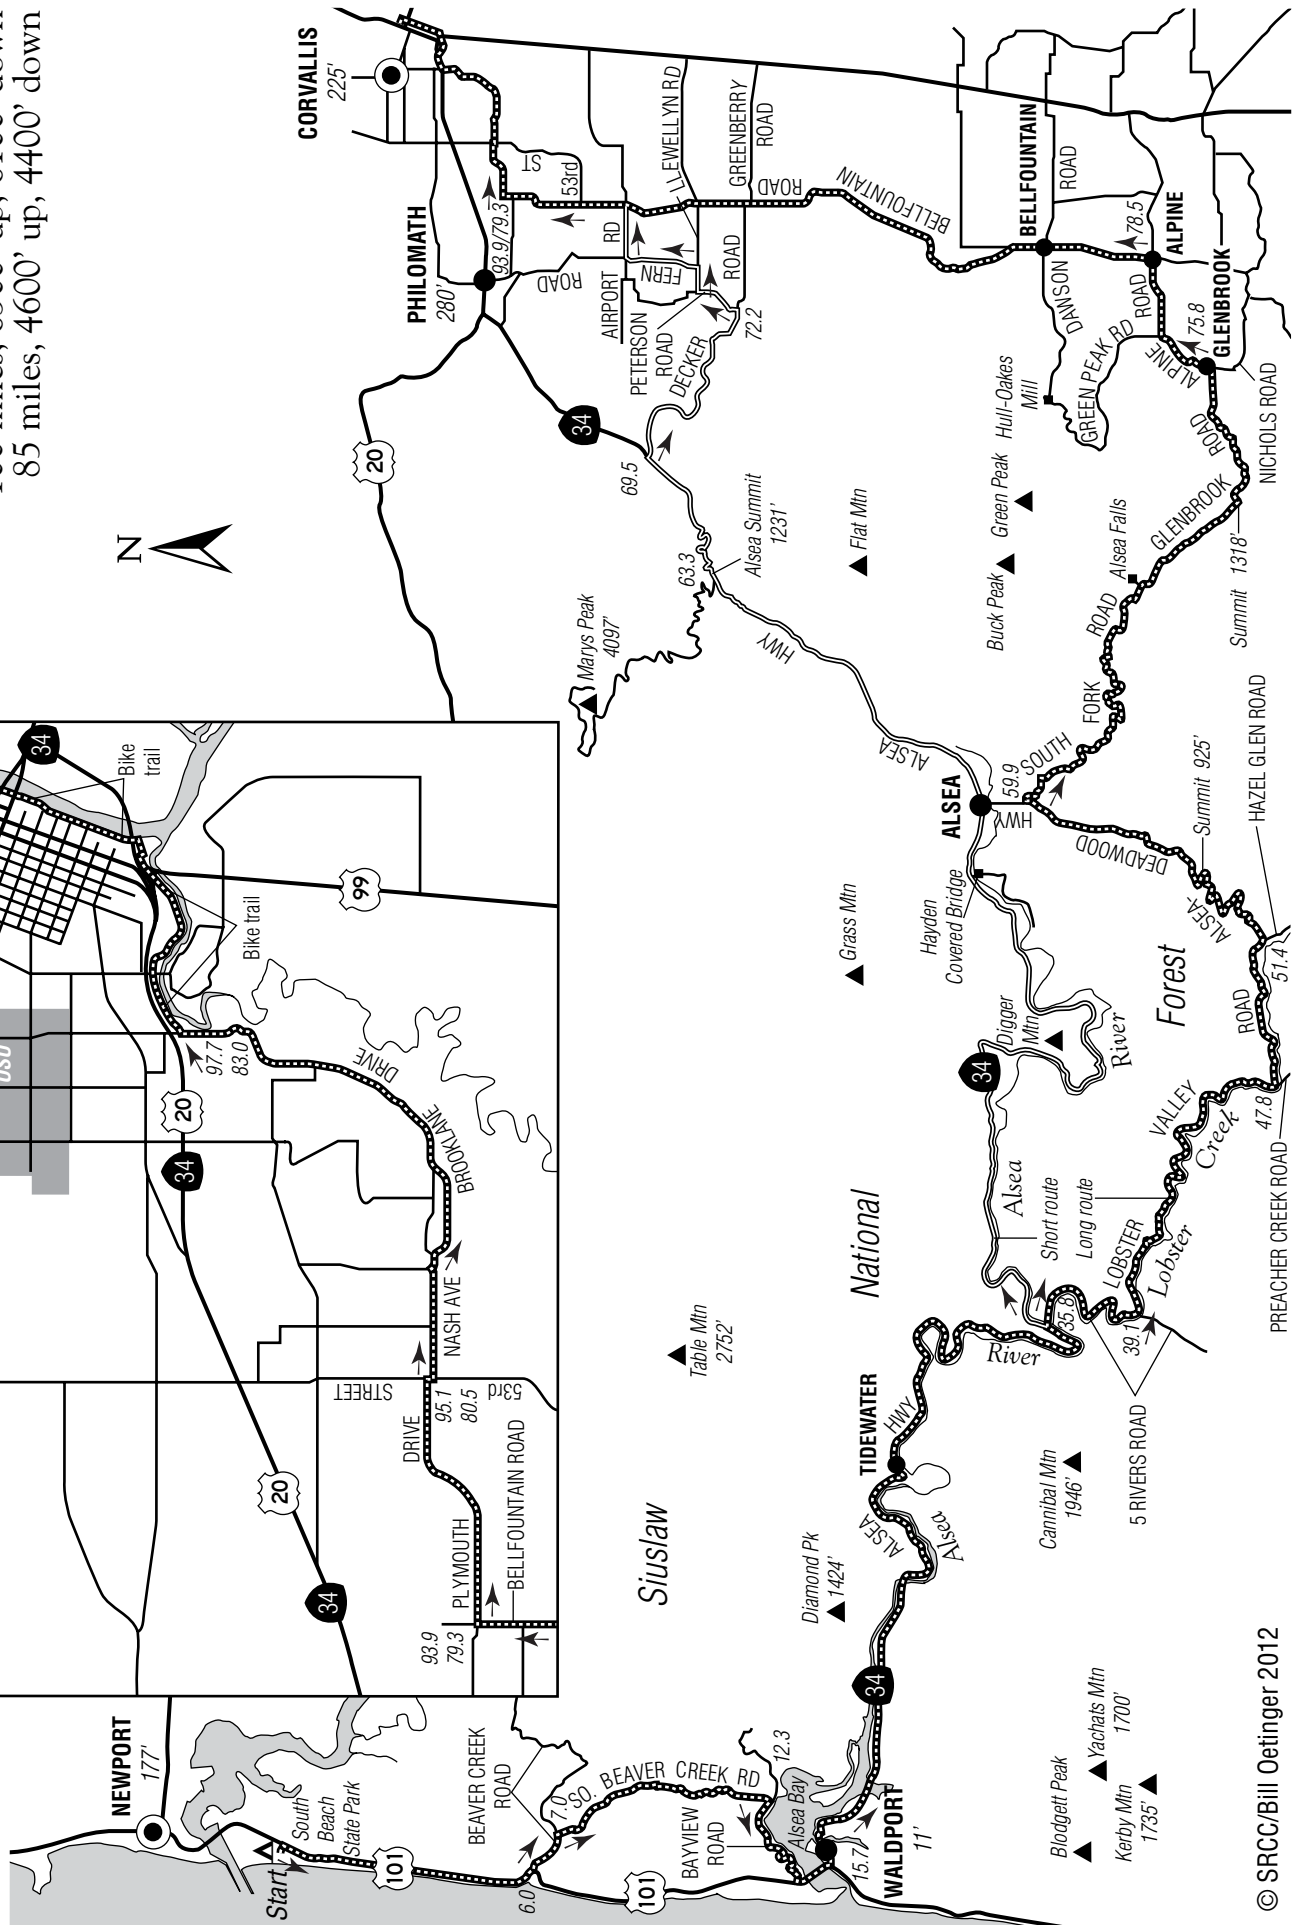 85 miles, 4600' up, 4400' down
N
CORVALLIS
225'
PHILOMATH
280'
93.9/79.3
ST
53rd
LLEWELLYN RD
GREENBERRY
ROAD
ROAD
BELLFOUNTAIN
RD
AIRPORT
FERN
ROAD
PETERSON
ROAD
ROAD
DECKER
72.2
BELLFOUNTAIN
ROAD
78.5
ALPINE
DAWSON
ROAD
GREEN PEAK RD
ALPINE
75.8
GLENBROOK
Hull-Oakes
Mill
NICHOLS ROAD
ROAD
GLENBROOK
20
34
69.5
63.3
Alsea Summit
1231'
Marys Peak
4097'
Flat Mtn
Green Peak
Buck Peak
Alsea Falls
Summit 1318'
HWY
ALSEA
ROAD
FORK
SOUTH
59.9
ALSEA
HWY
DEADWOOD
ALSEA-
Summit 925'
HAZEL GLEN ROAD
51.4
ROAD
Hayden
Covered Bridge
Grass Mtn
Digger
Mtn
River
Forest
34
VALLEY
Creek
47.8
PREACHER CREEK ROAD
Alsea
Short route
Long route
LOBSTER
Lobster
National
35.8
39.1
River
5 RIVERS ROAD
Table Mtn
2752'
TIDEWATER
HWY
ALSEA
Alsea
Cannibal Mtn
1946'
Siuslaw
Diamond Pk
1424'
34
Blodgett Peak
Yachats Mtn
1700'
Kerby Mtn
1735'
© SRCC/Bill Oetinger 2012
NEWPORT
177'
Start
South
Beach
State Park
101
BEAVER CREEK
ROAD
6.0
7.0
SO. BEAVER CREEK RD
12.3
BAYVIEW
ROAD
Alsea Bay
101
15.7
WALDPORT
11'
34
Bike
trail
99
Bike trail
OSU
97.7
83.0
DRIVE
BROOKLANE
20
34
NASH AVE
STREET
53rd
95.1
80.5
DRIVE
PLYMOUTH
BELLFOUNTAIN ROAD
20
34
93.9
79.3